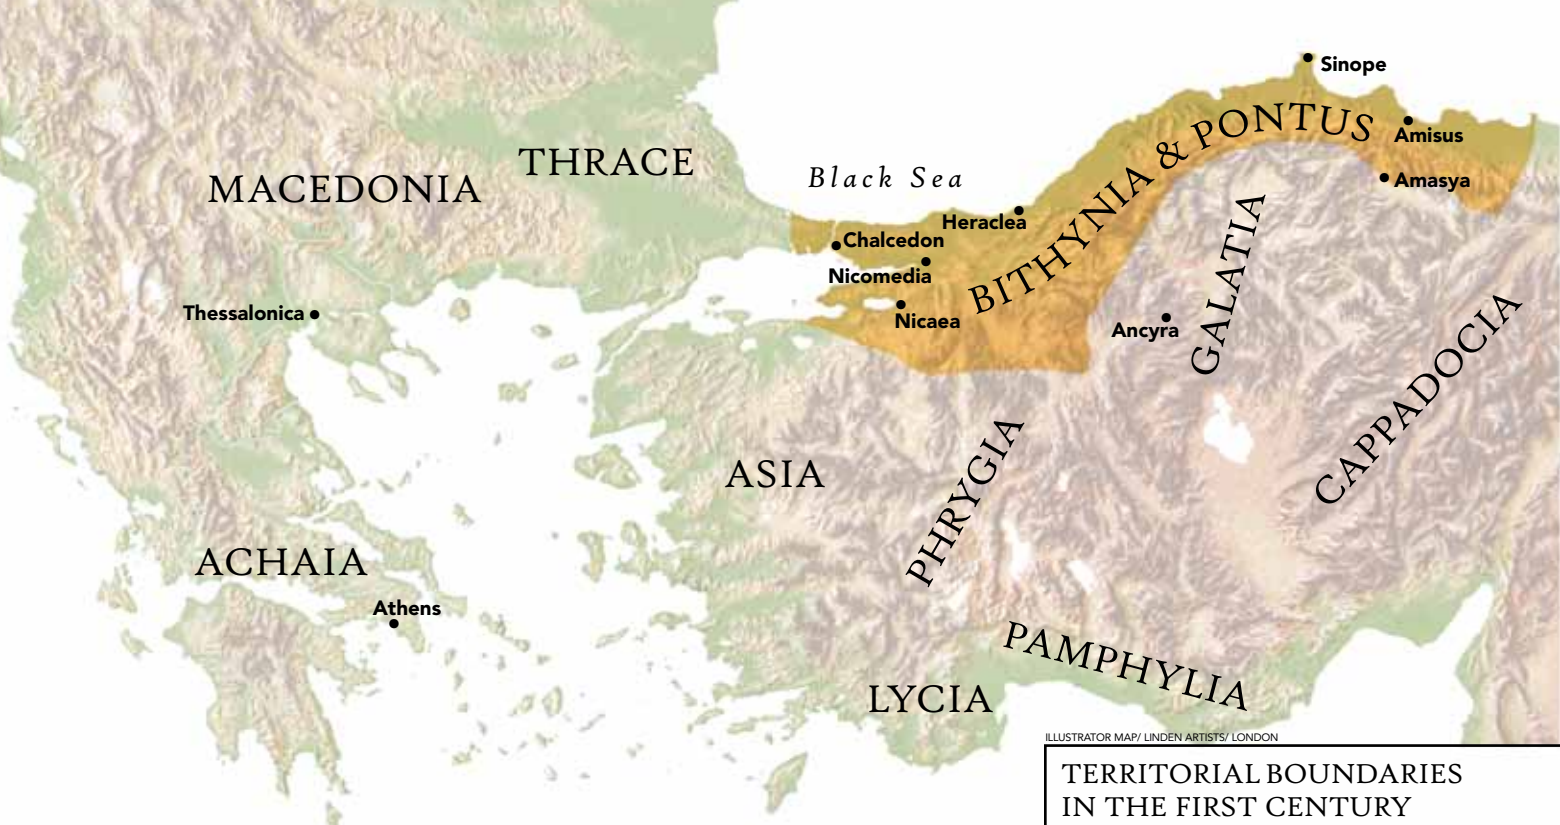 Sinope
BITHYNIA & PONTUS
Amisus
THRACE
MACEDONIA
Black Sea
Amasya
Heraclea
Chalcedon
Nicomedia
GALATIA
Thessalonica
Nicaea
Ancyra
CAPPADOCIA
ASIA
PHRYGIA
ACHAIA
Athens
PAMPHYLIA
LYCIA
ILLUSTRATOR MAP/ LINDEN ARTISTS/ LONDON
TERRITORIAL BOUNDARIES
IN THE FIRST CENTURY